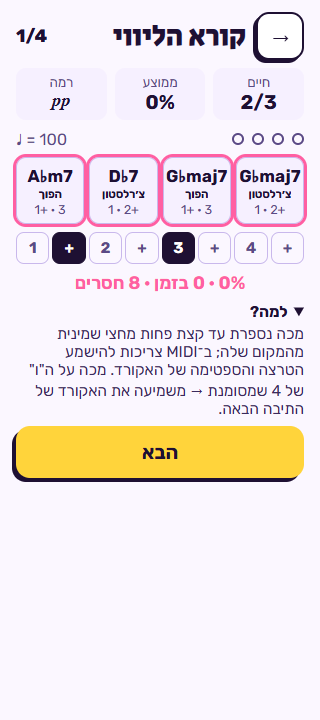 →
קורא הליווי
1/4
חיים
2/3
ממוצע
0%
רמה
pp
♩ = 100
A♭m7
הפוך
3 • +1
D♭7
צ׳רלסטון
1 • 2+
G♭maj7
הפוך
3 • +1
G♭maj7
צ׳רלסטון
1 • 2+
1 + 2 + 3 + 4 +
0% • 0 בזמן • 8 חסרים
▼ למה?
מכה נספרת עד קצת פחות מחצי שמינית
מהמקום שלה; ב־MIDI צריכות להישמע
הטרצה והספטימה של האקורד. מכה על ה"ו"
של 4 שמסומנת → משמיעה את האקורד של
התיבה הבאה.
הבא